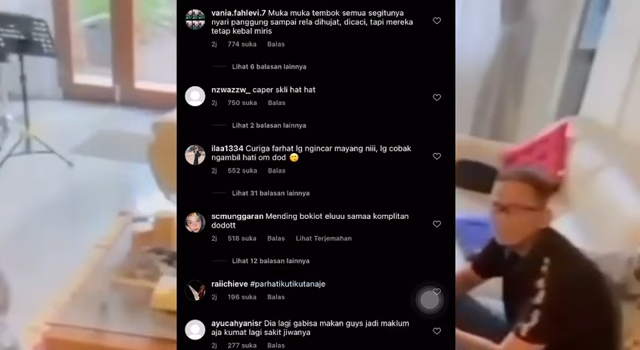 vania.fahlevi.7 Muka muka tembok semua segitunya
nyari panggung sampai rela dihujat, dicaci, tapi mereka
tetap kebal miris
2j 774 suka Balas
Lihat 6 balasan lainnya
nzwazzw_ caper skli hat hat
2j 750 suka Balas
Lihat 2 balasan lainnya
ilaa1334 Curiga farhat lg ngincar mayang niii, lg cobak
ngambil hati om dod 😁
2j 552 suka Balas
Lihat 31 balasan lainnya
scmunggaran Mending bokiot eluuu samaa komplitan
dodott
2j 518 suka Balas Lihat Terjemahan
Lihat 12 balasan lainnya
raiichieve #parhatikutikutanaje
2j 196 suka Balas
ayucahyanisr Dia lagi gabisa makan guys jadi maklum
aja kumat lagi sakit jiwanya
2j 277 suka Balas